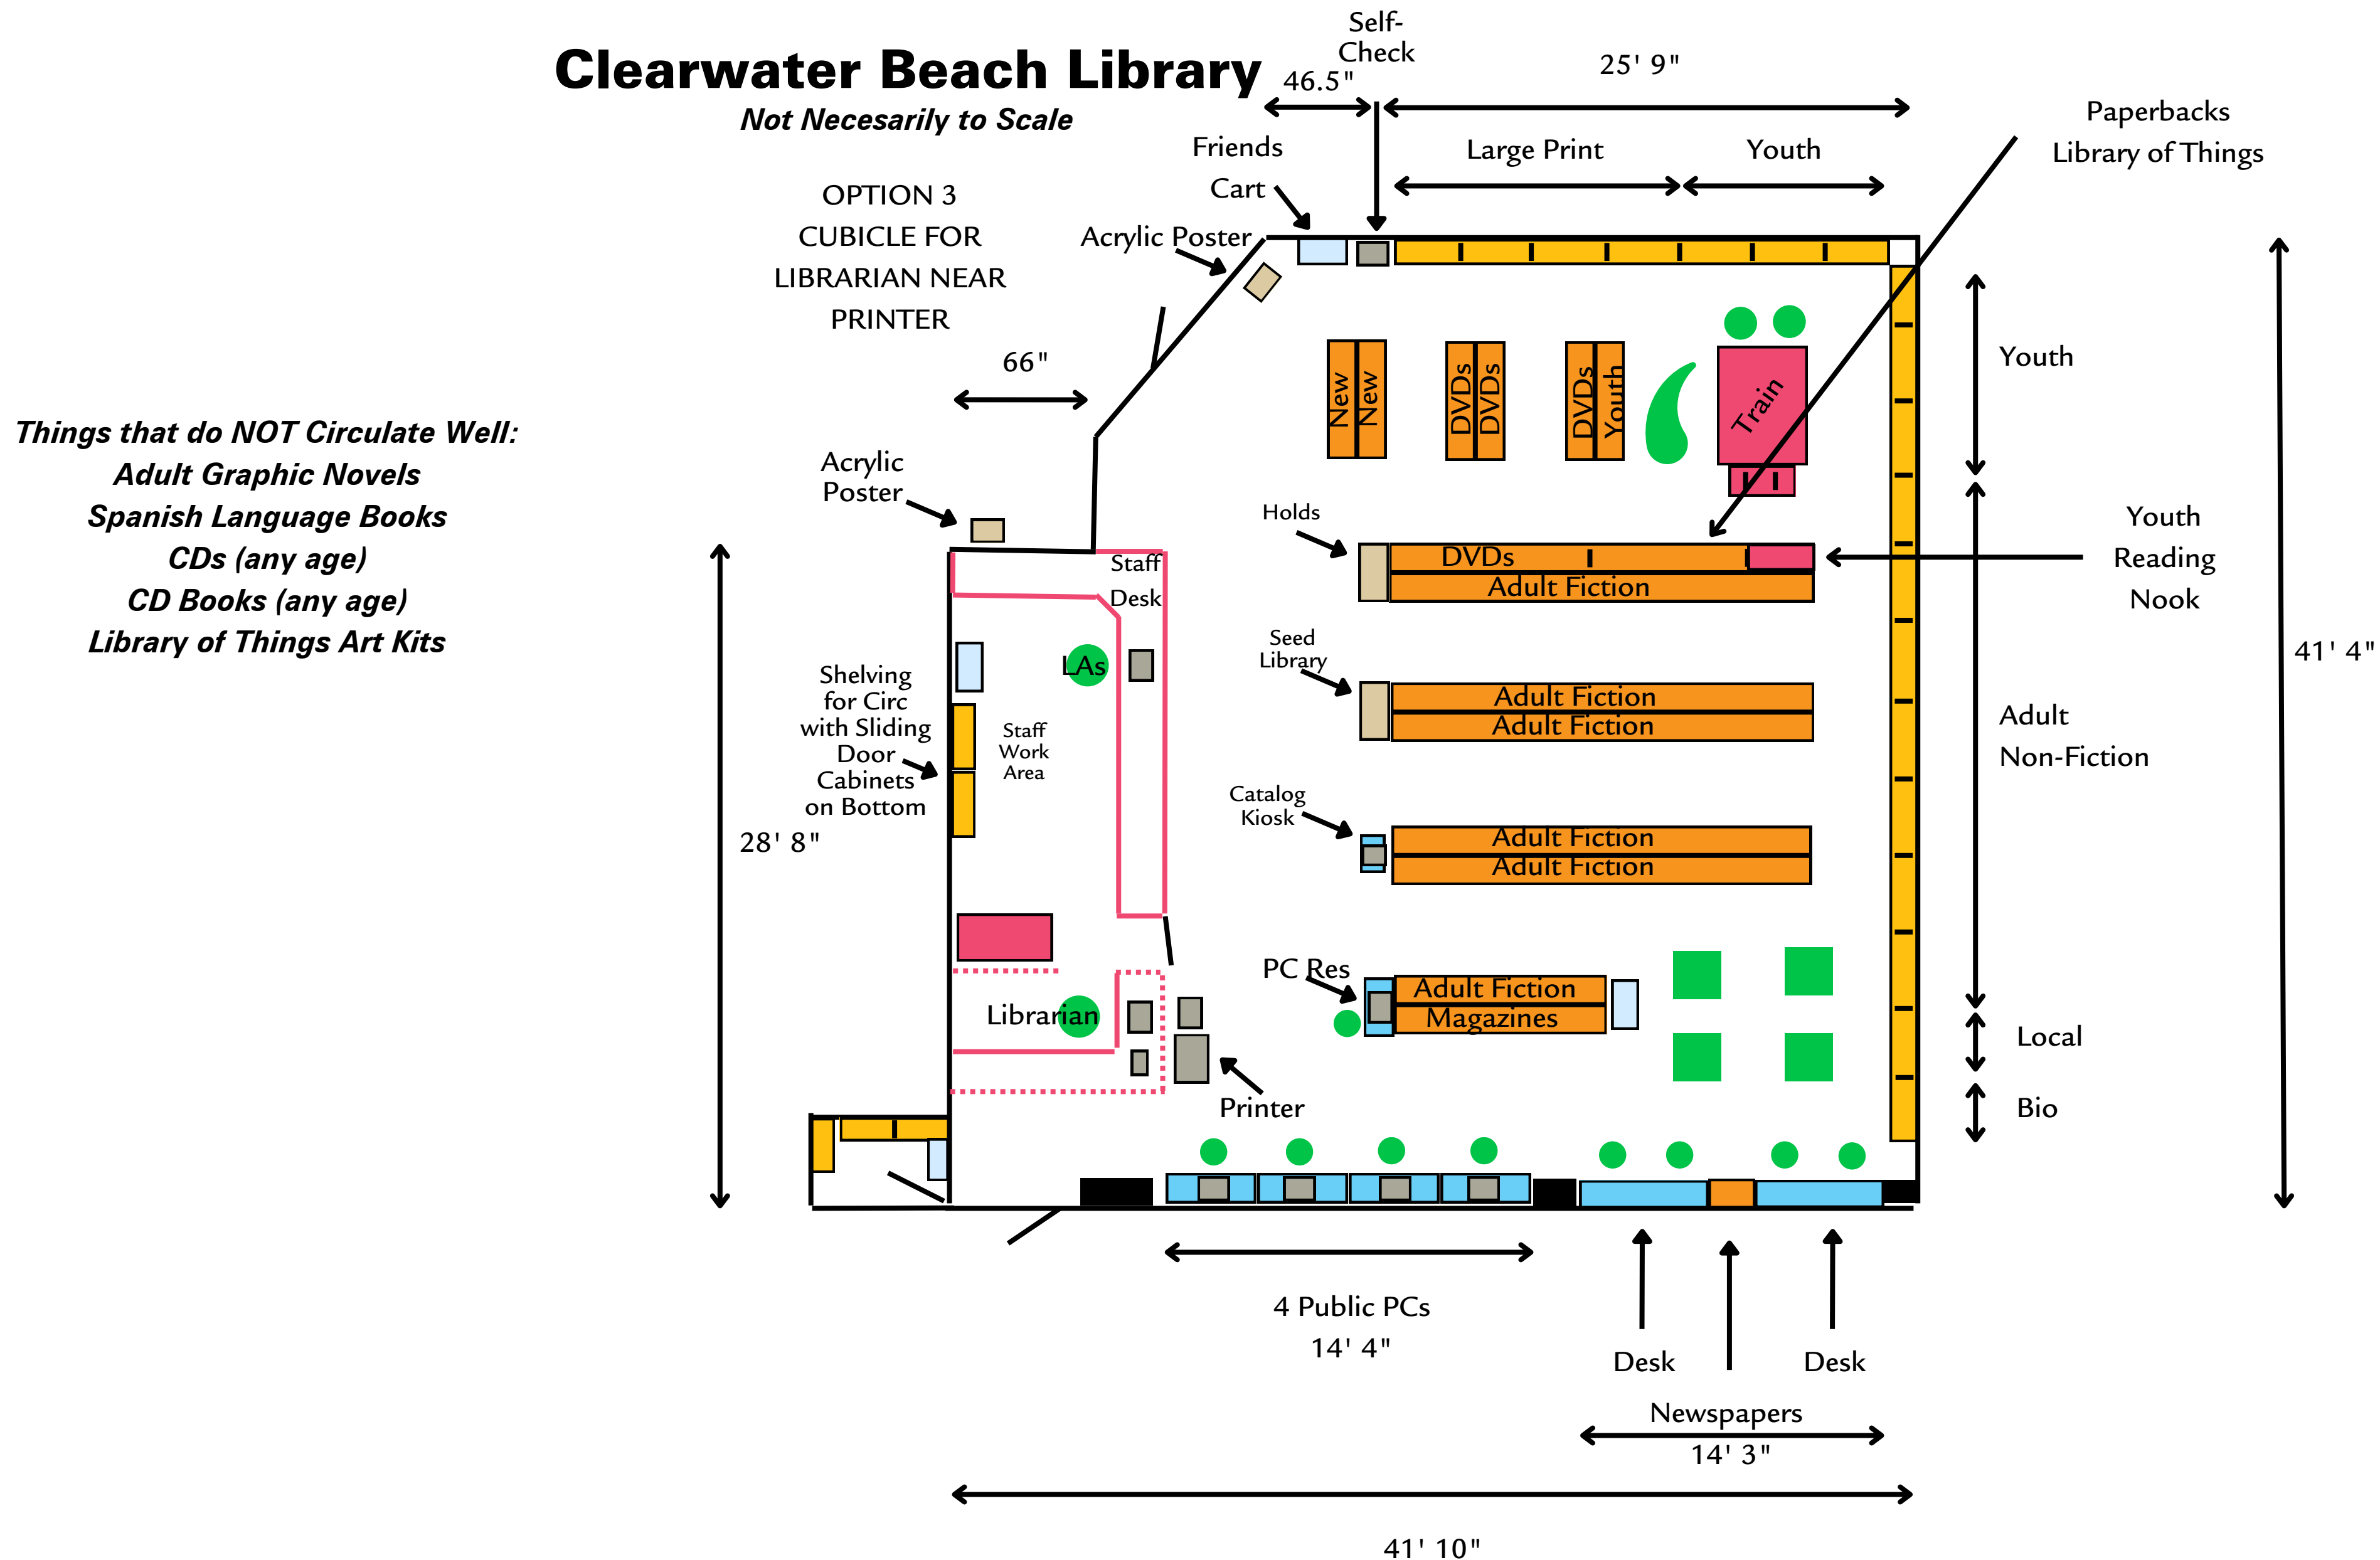 Clearwater Beach Library
Not Necesarily to Scale
Self-
Check
46.5"
25' 9"
Friends
Cart
Large Print
Youth
Paperbacks
Library of Things
OPTION 3
CUBICLE FOR
LIBRARIAN NEAR
PRINTER
Acrylic Poster
66"
Things that do NOT Circulate Well:
Adult Graphic Novels
Spanish Language Books
CDs (any age)
CD Books (any age)
Library of Things Art Kits
New
New
DVDs
DVDs
DVDs
Youth
Train
Youth
Acrylic
Poster
Holds
DVDs
Adult Fiction
Youth
Reading
Nook
Staff
Desk
41' 4"
Seed
Library
Adult Fiction
Adult Fiction
LAs
Shelving
for Circ
with Sliding
Door
Cabinets
on Bottom
Staff
Work
Area
Adult
Non-Fiction
28' 8"
Catalog
Kiosk
Adult Fiction
Adult Fiction
PC Res
Adult Fiction
Magazines
Librarian
Local
Printer
Bio
4 Public PCs
14' 4"
Desk
Desk
Newspapers
14' 3"
41' 10"